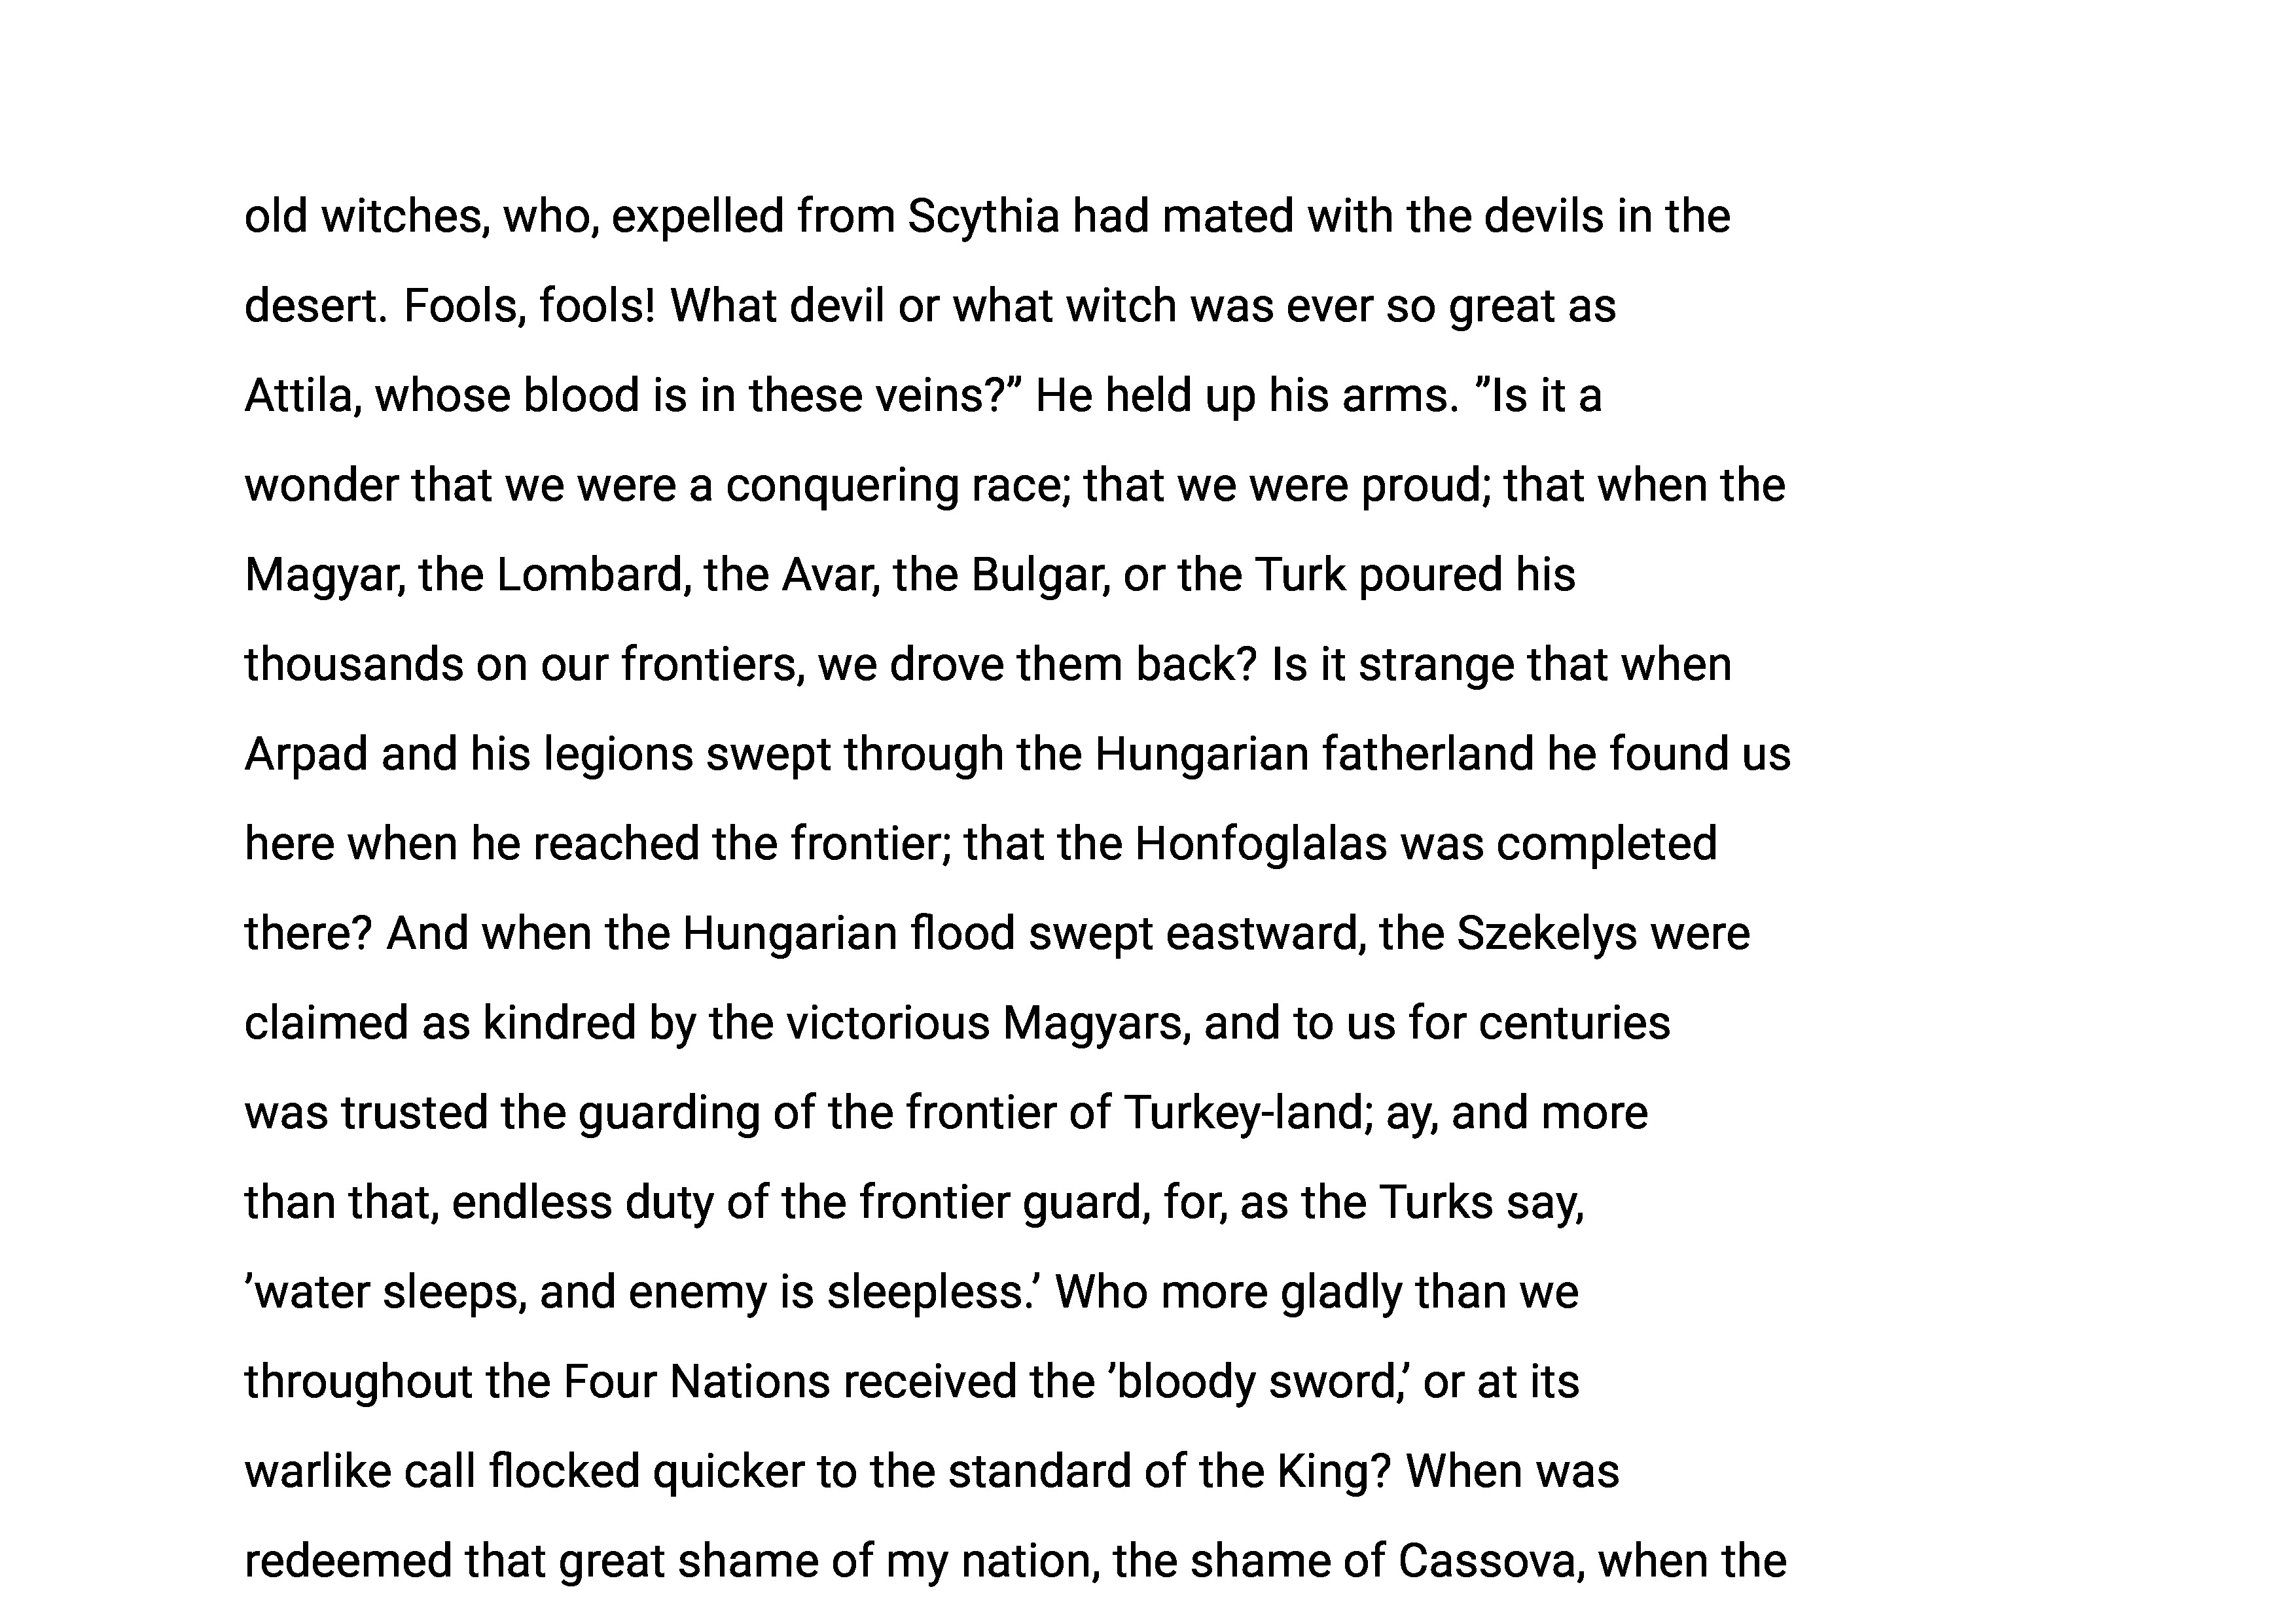 old witches, who, expelled from Scythia had mated with the devils in the
desert. Fools, fools! What devil or what witch was ever so great as
Attila, whose blood is in these veins?” He held up his arms. ”Is it a
wonder that we were a conquering race; that we were proud; that when the
Magyar, the Lombard, the Avar, the Bulgar, or the Turk poured his
thousands on our frontiers, we drove them back? Is it strange that when
Arpad and his legions swept through the Hungarian fatherland he found us
here when he reached the frontier; that the Honfoglalas was completed
there? And when the Hungarian flood swept eastward, the Szekelys were
claimed as kindred by the victorious Magyars, and to us for centuries
was trusted the guarding of the frontier of Turkey-land; ay, and more
than that, endless duty of the frontier guard, for, as the Turks say,
’water sleeps, and enemy is sleepless.’ Who more gladly than we
throughout the Four Nations received the ’bloody sword,’ or at its
warlike call flocked quicker to the standard of the King? When was
redeemed that great shame of my nation, the shame of Cassova, when the